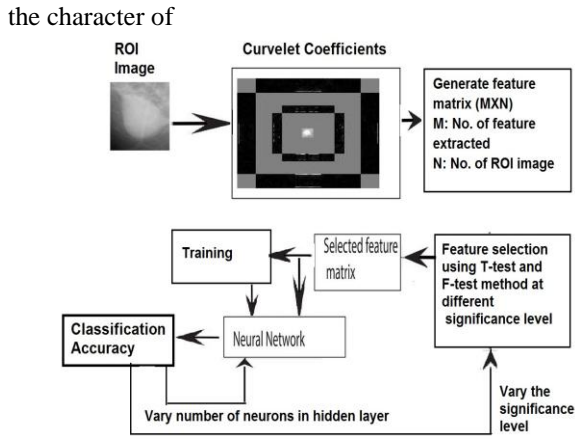 the character of
ROI
Image
Curvelet Coefficients
Generate feature
matrix (MXN)
M: No. of feature
extracted
N: No. of ROI image
Training
Selected feature
matrix
Feature selection
using T-test and
F-test method at
different
significance level
Classification
Accuracy
Neural Network
Vary number of neurons in hidden layer
Vary the
significance
level